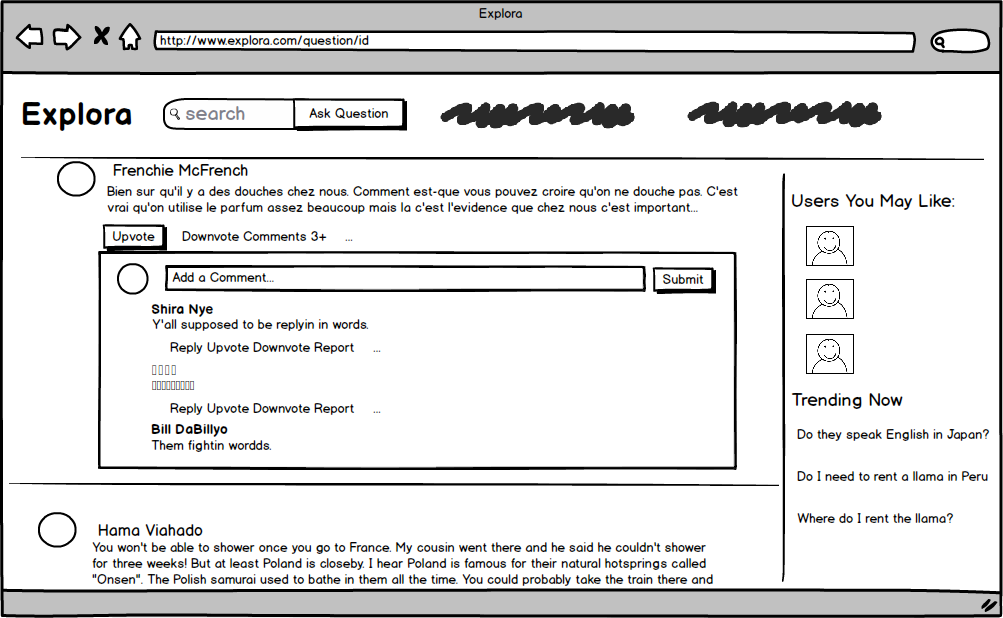 Explora
http://www.explora.com/question/id
Explora
search
Ask Question
Frenchie McFrench
Bien sur qu'il y a des douches chez nous. Comment est-que vous pouvez croire qu'on ne douche pas. C'est
vrai qu'on utilise le parfum assez beaucoup mais la c'est l'evidence que chez nous c'est important...
Upvote
Downvote Comments 3+ ...
Add a Comment...
Submit
Shira Nye
Y'all supposed to be replyin in words.
Reply Upvote Downvote Report ...
Reply Upvote Downvote Report ...
Bill DaBillyo
Them fightin wordds.
Hama Viahado
You won't be able to shower once you go to France. My cousin went there and he said he couldn't shower
for three weeks! But at least Poland is closeby. I hear Poland is famous for their natural hotsprings called
"Onsen". The Polish samurai used to bathe in them all the time. You could probably take the train there and
Users You May Like:
Trending Now
Do they speak English in Japan?
Do I need to rent a llama in Peru
Where do I rent the llama?